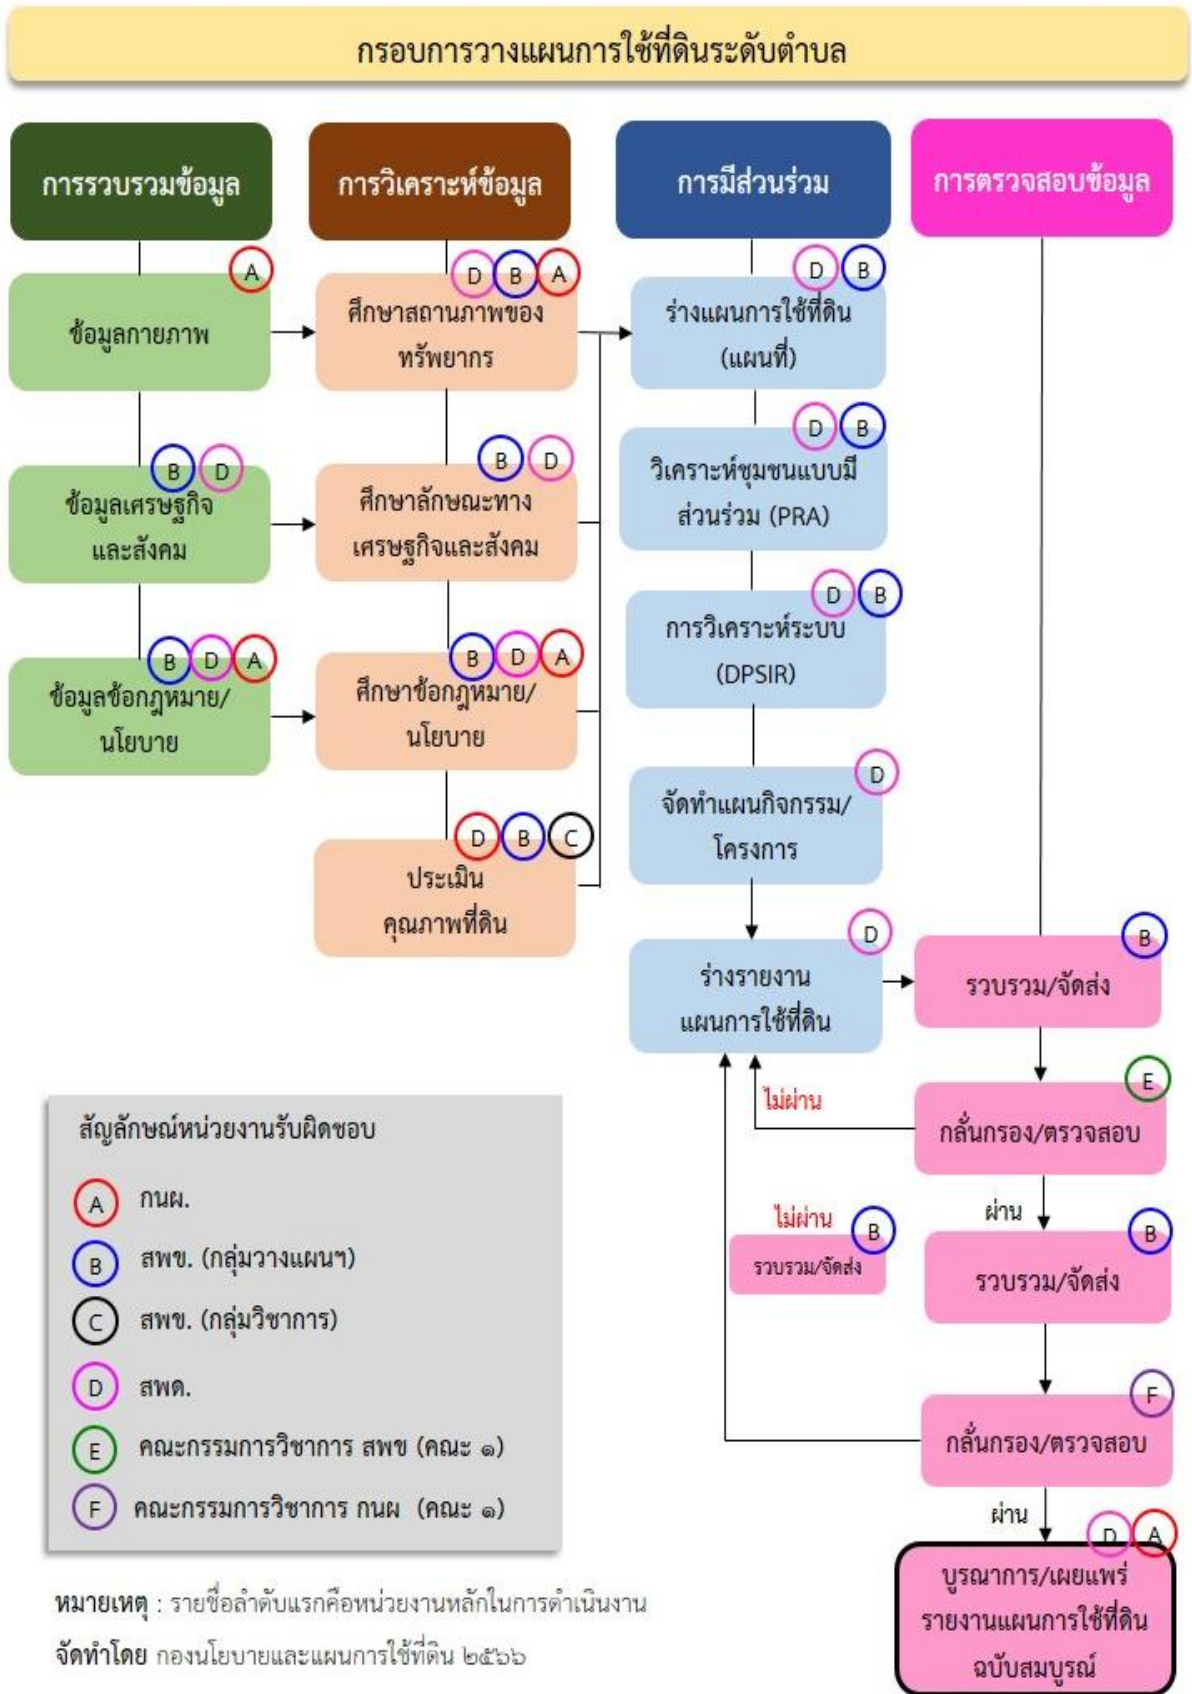 กรอบการวางแผนการใช้ที่ดินระดับตำบล
การรวบรวมข้อมูล
A
ข้อมูลกายภาพ
B D
ข้อมูลเศรษฐกิจ
และสังคม
B D A
ข้อมูลข้อกฎหมาย/
นโยบาย
การวิเคราะห์ข้อมูล
D B A
ศึกษาสถานภาพของ
ทรัพยากร
B D
ศึกษาลักษณะทาง
เศรษฐกิจและสังคม
B D A
ศึกษาข้อกฎหมาย/
นโยบาย
D B C
ประเมิน
คุณภาพที่ดิน
การมีส่วนร่วม
D B
ร่างแผนการใช้ที่ดิน
(แผนที่)
D B
วิเคราะห์ชุมชนแบบมี
ส่วนร่วม (PRA)
D B
การวิเคราะห์ระบบ
(DPSIR)
D
จัดทำแผนกิจกรรม/
โครงการ
D
ร่างรายงาน
แผนการใช้ที่ดิน
การตรวจสอบข้อมูล
B
รวบรวม/จัดส่ง
E
กลั่นกรอง/ตรวจสอบ
ไม่ผ่าน
ผ่าน
B
รวบรวม/จัดส่ง
ไม่ผ่าน
B
รวบรวม/จัดส่ง
F
กลั่นกรอง/ตรวจสอบ
ผ่าน
D A
บูรณาการ/เผยแพร่
รายงานแผนการใช้ที่ดิน
ฉบับสมบูรณ์
สัญลักษณ์หน่วยงานรับผิดชอบ
A กนผ.
B สพข. (กลุ่มวางแผนฯ)
C สพข. (กลุ่มวิชาการ)
D สพด.
E คณะกรรมการวิชาการ สพข (คณะ ๑)
F คณะกรรมการวิชาการ กนผ (คณะ ๑)
หมายเหตุ : รายชื่อลำดับแรกคือหน่วยงานหลักในการดำเนินงาน
จัดทำโดย กองนโยบายและแผนการใช้ที่ดิน ๒๕๖๖